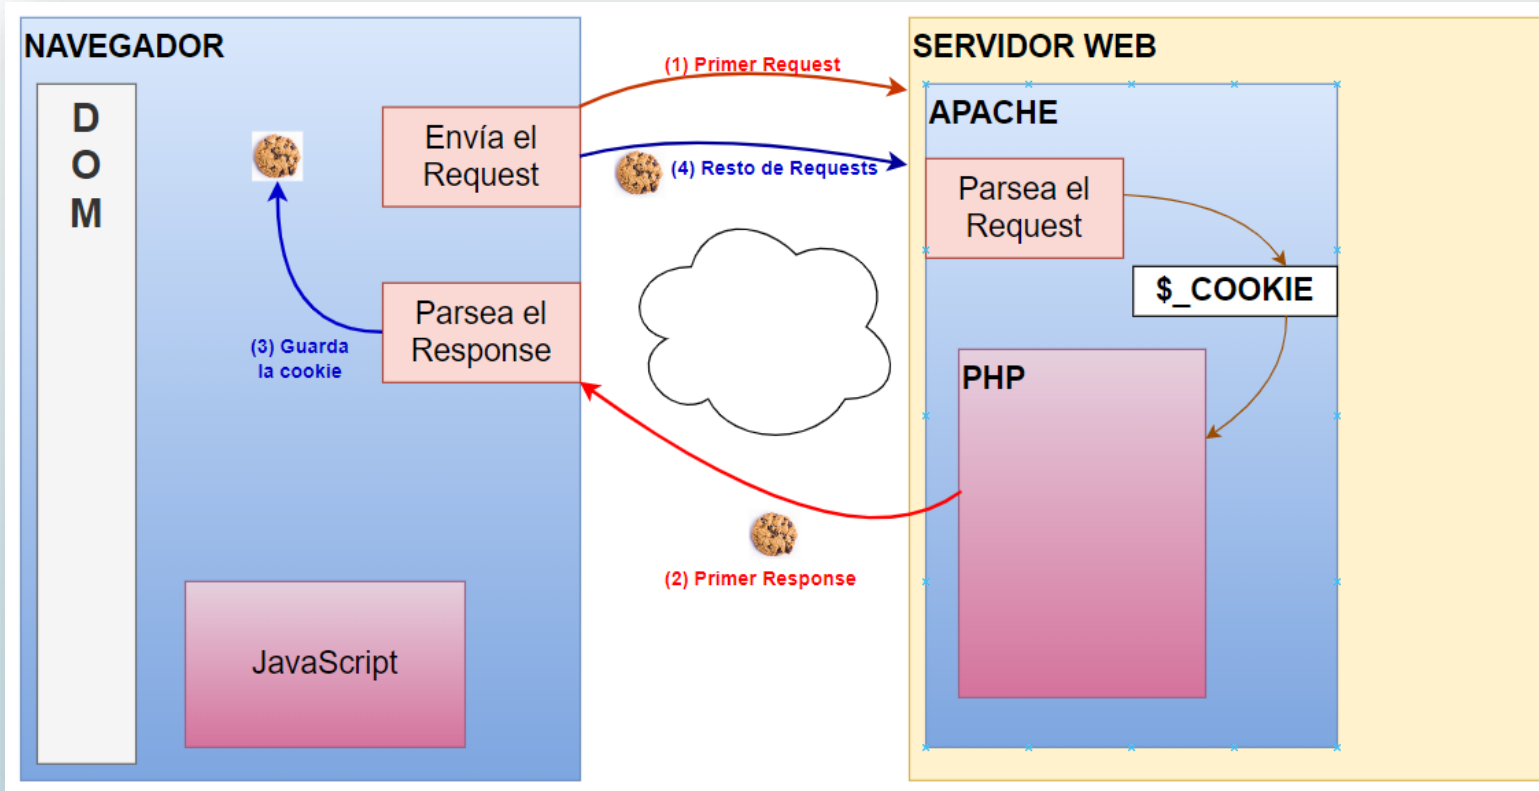 NAVEGADOR
D
O
M
Envía el
Request
Parsea el
Response
(3) Guarda
la cookie
JavaScript
(1) Primer Request
(4) Resto de Requests
(2) Primer Response
SERVIDOR WEB
APACHE
Parsea el
Request
$_COOKIE
PHP